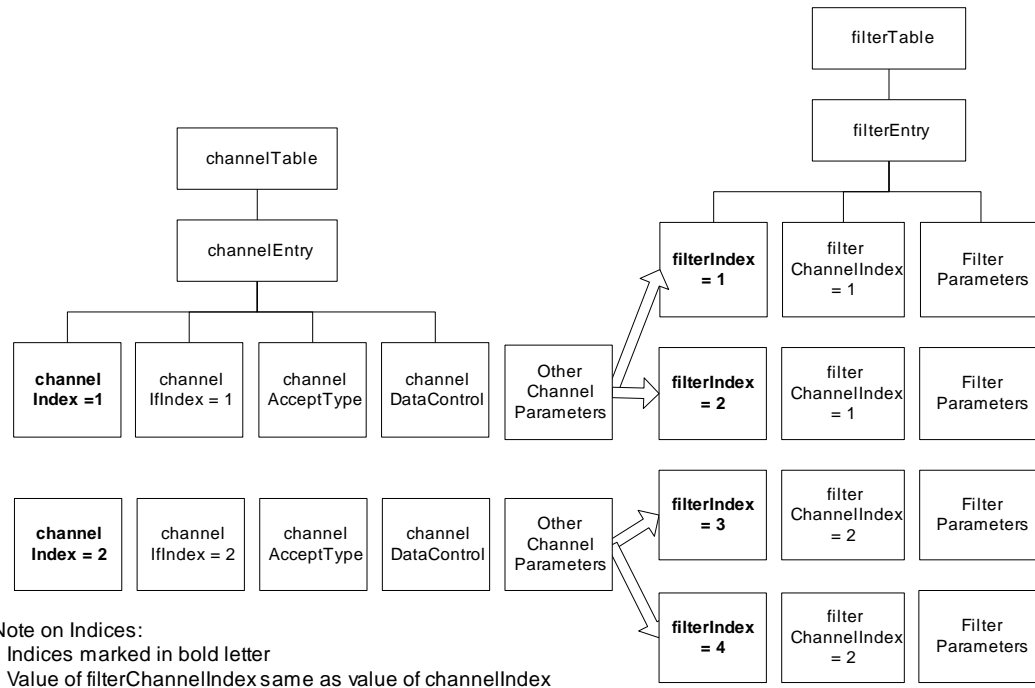 filterTable
filterEntry
channelTable
channelEntry
filterIndex
= 1
filter
ChannelIndex
= 1
Filter
Parameters
channel
Index =1
channel
IfIndex = 1
channel
AcceptType
channel
DataControl
Other
Channel
Parameters
filterIndex
= 2
filter
ChannelIndex
= 1
Filter
Parameters
channel
Index = 2
channel
IfIndex = 2
channel
AcceptType
channel
DataControl
Other
Channel
Parameters
filterIndex
= 3
filter
ChannelIndex
= 2
Filter
Parameters
filterIndex
= 4
filter
ChannelIndex
= 2
Filter
Parameters
Note on Indices:
Indices marked in bold letter
Value of filterChannelIndex same as value of channelIndex